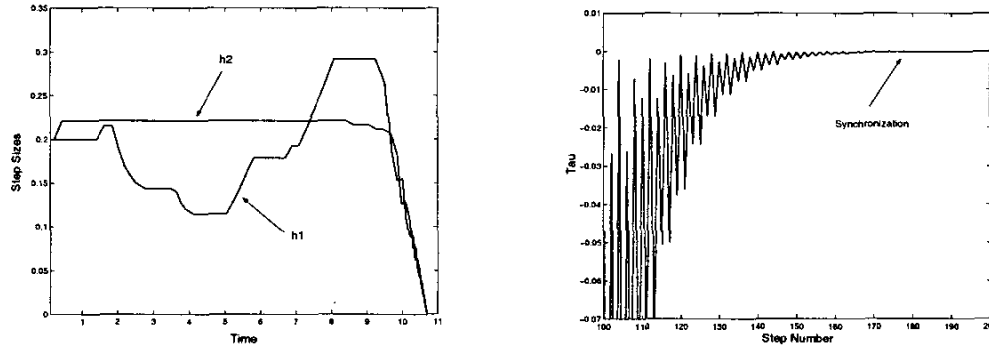 0.35
0.3
0.25
0.2
0.15
0.1
0.05
0
Step Sizes
h2
h1
1 2 3 4 5 6 7 8 9 10 11
Time
0.01
0
-0.01
-0.02
-0.03
-0.04
-0.05
-0.06
-0.07
Tau
Synchronization
100 110 120 130 140 150 160 170 180 190 200
Step Number